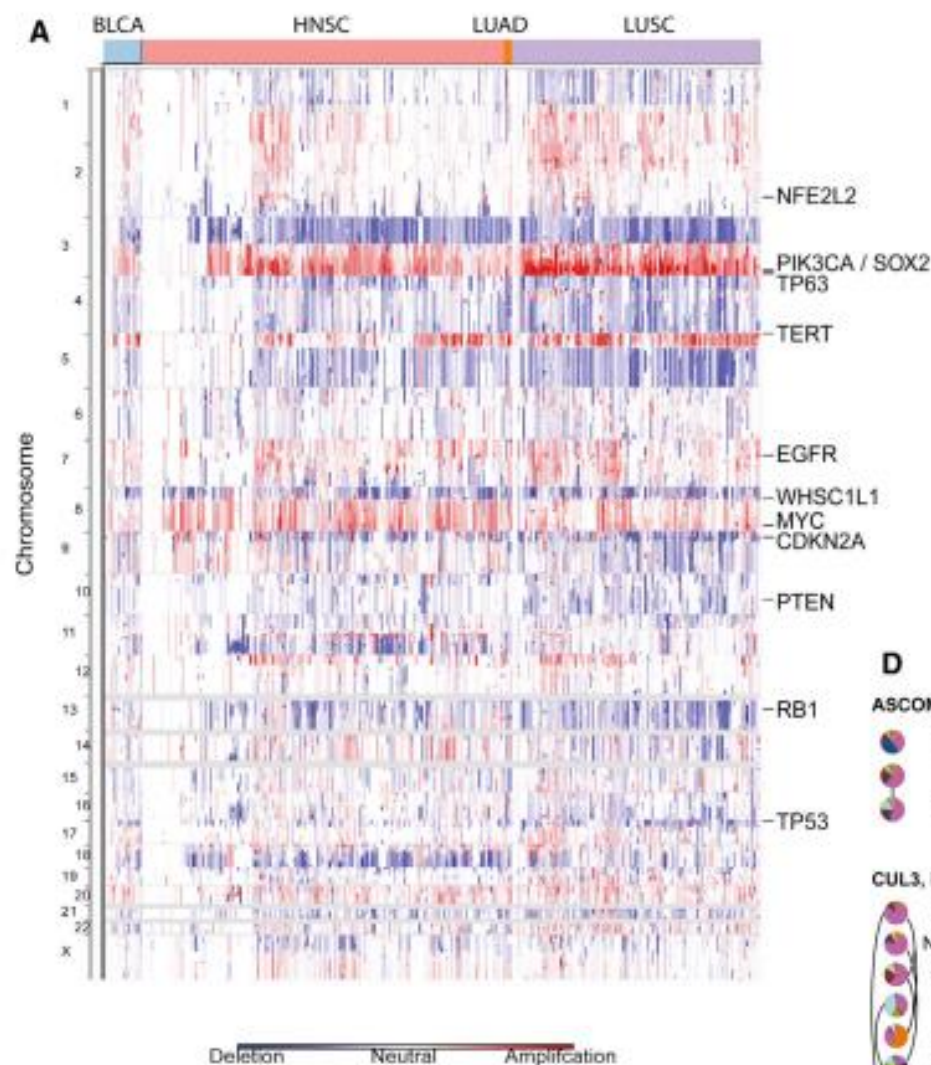 A
BLCA HNSC LUAD LUSC
Chromosome
1
2
3
4
5
6
7
8
9
10
11
12
13
14
15
16
17
18
19
20
21
22
X
NFE2L2
PIK3CA / SOX2
TP63
TERT
EGFR
WHSC1L1
MYC
CDKN2A
PTEN
RB1
TP53
Deletion Neutral Amplifcation
D
ASCOM
CUL3,
N